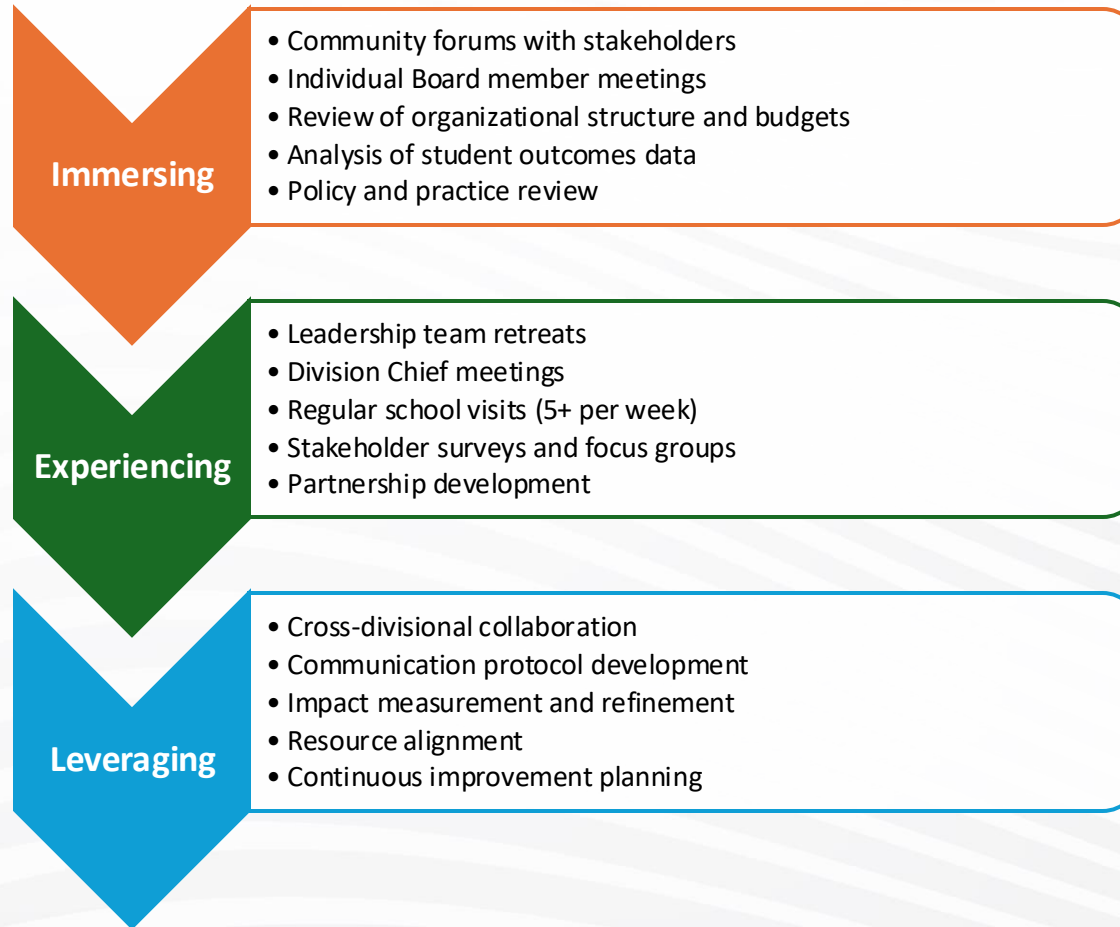 Immersing
• Community forums with stakeholders
• Individual Board member meetings
• Review of organizational structure and budgets
• Analysis of student outcomes data
• Policy and practice review
Experiencing
• Leadership team retreats
• Division Chief meetings
• Regular school visits (5+ per week)
• Stakeholder surveys and focus groups
• Partnership development
Leveraging
• Cross-divisional collaboration
• Communication protocol development
• Impact measurement and refinement
• Resource alignment
• Continuous improvement planning